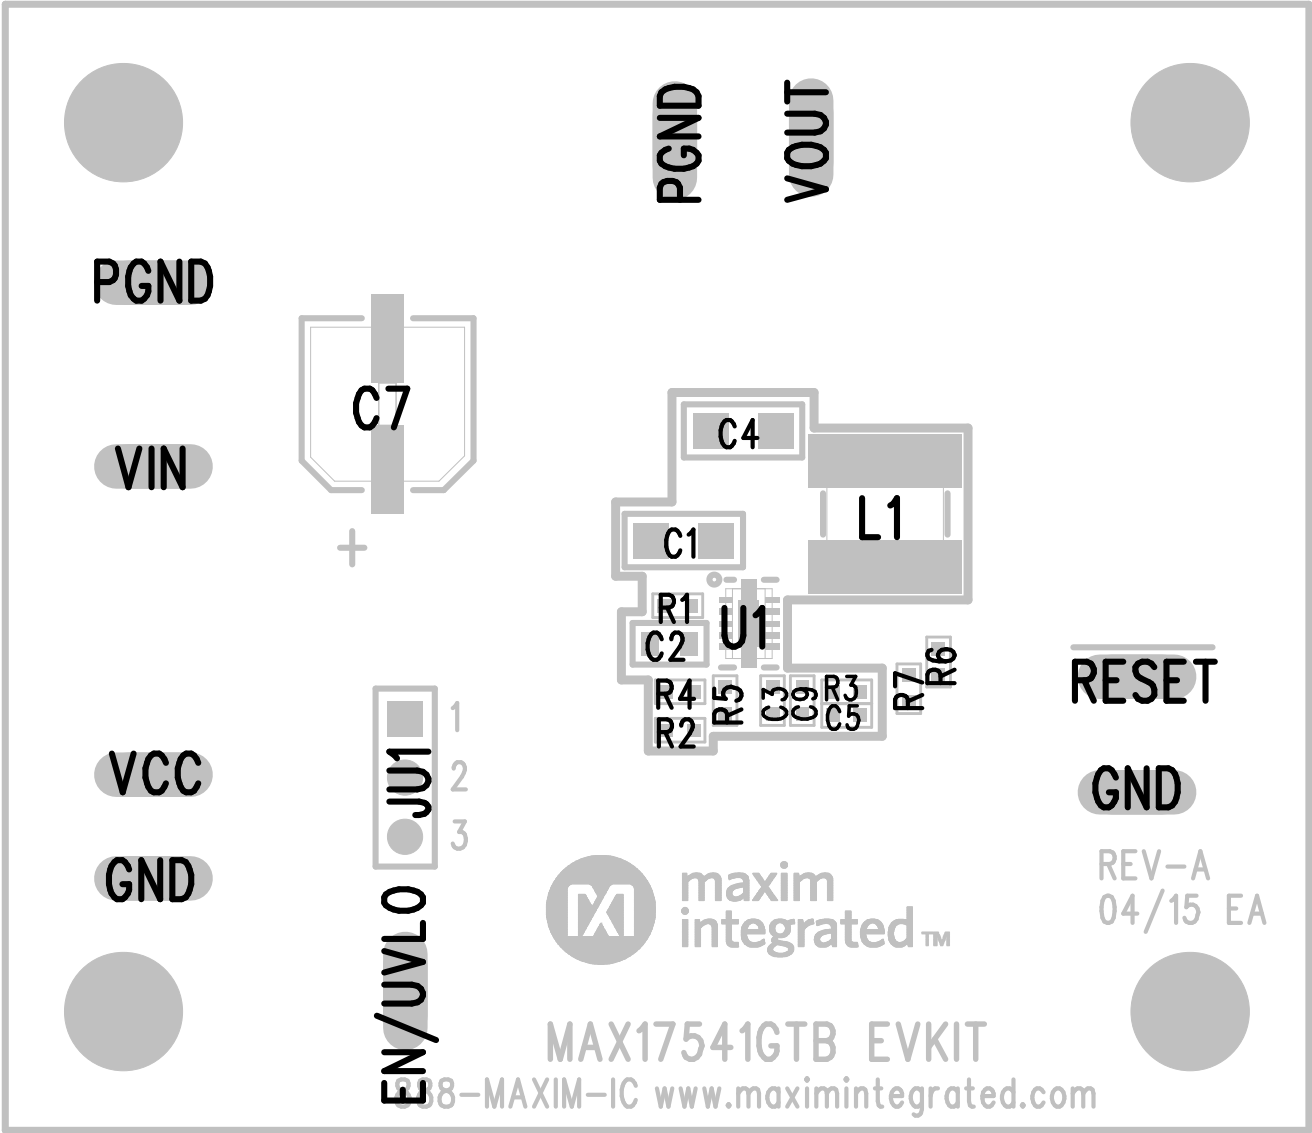 PGND
VOUT
PGND
C7
C4
VIN
L1
C1
+
R1
U1
C2
R6
RESET
R4
R5
C3
C9
R3
R7
C5
R2
1
VCC
JU1
2
GND
3
GND
REV-A
04/15 EA
maxim
integrated™
EN/UVLO
MAX17541GTB EVKIT
888-MAXIM-IC www.maximintegrated.com